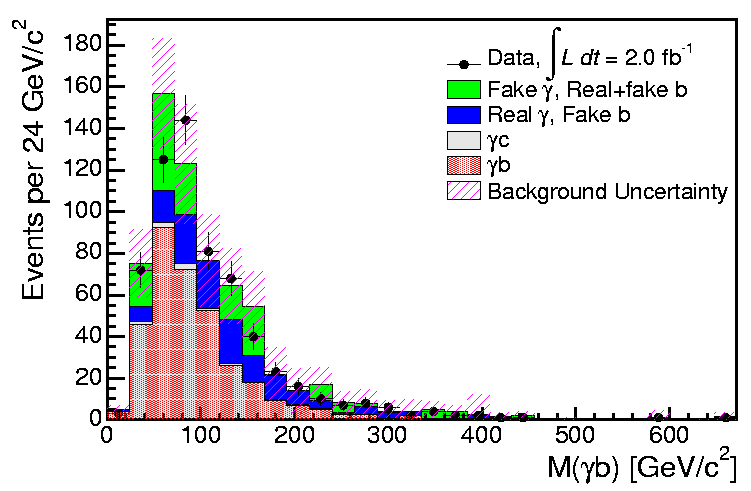 Events per 24 GeV/c²
180
160
140
120
100
80
60
40
20
0
Data, ∫L dt = 2.0 fb⁻¹
Fake γ, Real+fake b
Real γ, Fake b
γc
γb
Background Uncertainty
0 100 200 300 400 500 600
M(γb) [GeV/c²]